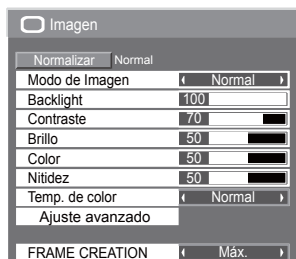 Imagen
Normalizar Normal
Modo de Imagen Normal
Backlight 100
Contraste 70
Brillo 50
Color 50
Nitidez 50
Temp. de color Normal
Ajuste avanzado
FRAME CREATION Máx.